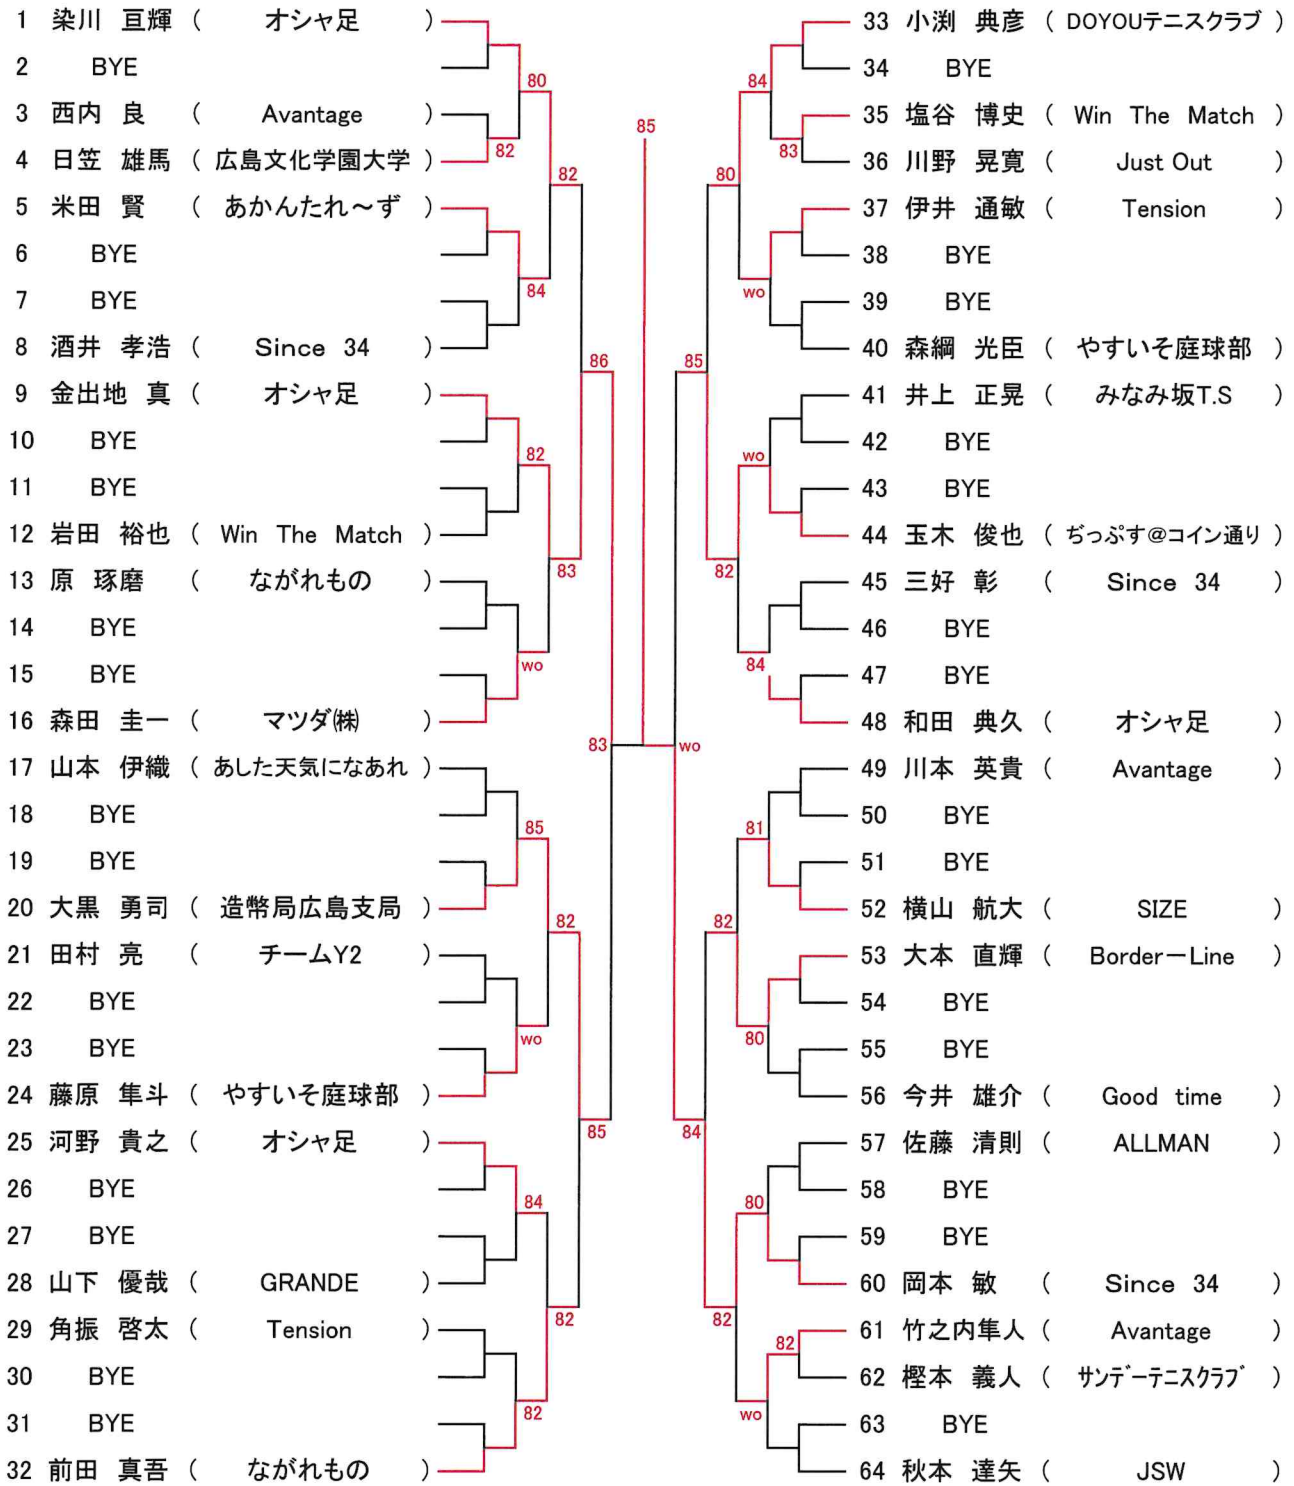 1 染川 亘輝 ( オシャ足 )
2 BYE
3 西内 良 ( Avantage )
4 日笠 雄馬 ( 広島文化学園大学 )
5 米田 賢 ( あかんたれ～ず )
6 BYE
7 BYE
8 酒井 孝浩 ( Since 34 )
9 金出地 真 ( オシャ足 )
10 BYE
11 BYE
12 岩田 裕也 ( Win The Match )
13 原 琢磨 ( ながれもの )
14 BYE
15 BYE
16 森田 圭一 ( マツダ㈱ )
17 山本 伊織 ( あした天気になあれ )
18 BYE
19 BYE
20 大黒 勇司 ( 造幣局広島支局 )
21 田村 亮 ( チームY2 )
22 BYE
23 BYE
24 藤原 隼斗 ( やすいそ庭球部 )
25 河野 貴之 ( オシャ足 )
26 BYE
27 BYE
28 山下 優哉 ( GRANDE )
29 角振 啓太 ( Tension )
30 BYE
31 BYE
32 前田 真吾 ( ながれもの )
80
82
82
84
86
82
83
wo
83
85
82
wo
85
84
82
82
85
84
83
80
wo
85
wo
82
84
wo
81
82
80
84
80
82
82
wo
33 小渕 典彦 ( DOYOUテニスクラブ )
34 BYE
35 塩谷 博史 ( Win The Match )
36 川野 晃寛 ( Just Out )
37 伊井 通敏 ( Tension )
38 BYE
39 BYE
40 森綱 光臣 ( やすいそ庭球部 )
41 井上 正晃 ( みなみ坂T.S )
42 BYE
43 BYE
44 玉木 俊也 ( ぢっぷす@コイン通り )
45 三好 彰 ( Since 34 )
46 BYE
47 BYE
48 和田 典久 ( オシャ足 )
49 川本 英貴 ( Avantage )
50 BYE
51 BYE
52 横山 航大 ( SIZE )
53 大本 直輝 ( Border－Line )
54 BYE
55 BYE
56 今井 雄介 ( Good time )
57 佐藤 清則 ( ALLMAN )
58 BYE
59 BYE
60 岡本 敏 ( Since 34 )
61 竹之内隼人 ( Avantage )
62 樫本 義人 ( ｻﾝﾃﾞｰﾃﾆｽｸﾗﾌﾞ )
63 BYE
64 秋本 達矢 ( JSW )